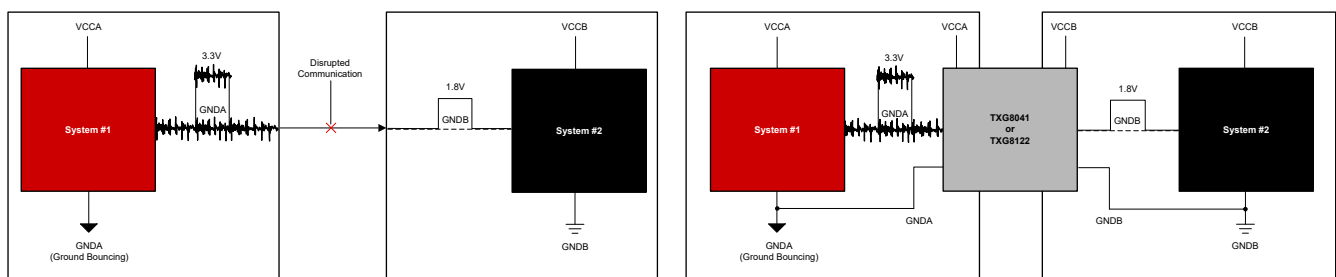 VCCA
3.3V
GNDA
System #1
GNDA
(Ground Bouncing)
Disrupted
Communication
VCCB
1.8V
GNDB
System #2
GNDB
VCCA
3.3V
GNDA
System #1
GNDA
(Ground Bouncing)
VCCA
VCCB
TXG8041
or
TXG8122
GNDA
GNDB
VCCB
1.8V
GNDB
System #2
GNDB